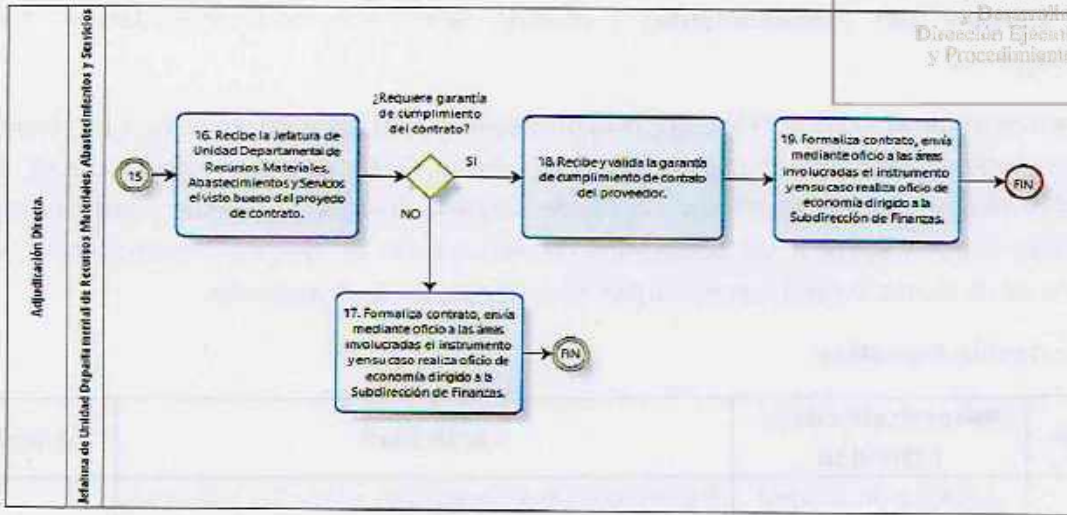 y Desarrollo
Dirección Ejecut
y Procedimient
Adjudicación Directa.
Jefatura de Unidad Departamental de Recursos Materiales, Abastecimientos y Servicios
15
16. Recibe la Jefatura de
Unidad Departamental de
Recursos Materiales,
Abastecimientos y Servicios
el visto bueno del proyecto
de contrato.
¿Requiere garantía
de cumplimiento
del contrato?
SI
NO
18. Recibe y valida la garantía
de cumplimiento de contrato
del proveedor.
19. Formaliza contrato, envía
mediante oficio a las áreas
involucradas el instrumento
y en su caso realiza oficio de
economía dirigido a la
Subdirección de Finanzas.
FIN
17. Formaliza contrato, envía
mediante oficio a las áreas
involucradas el instrumento
y en su caso realiza oficio de
economía dirigido a la
Subdirección de Finanzas.
FIN